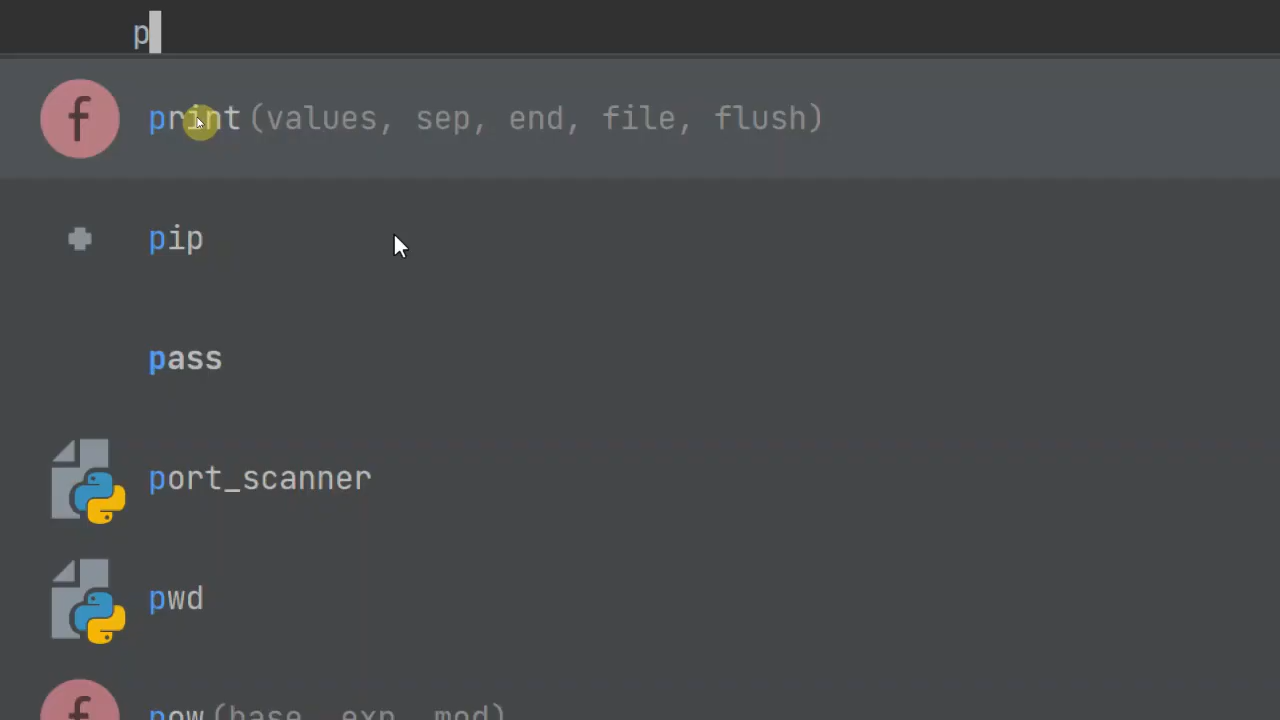 p
f print(values, sep, end, file, flush)
pip
pass
port_scanner
pwd
f pow(base, exp, mod)